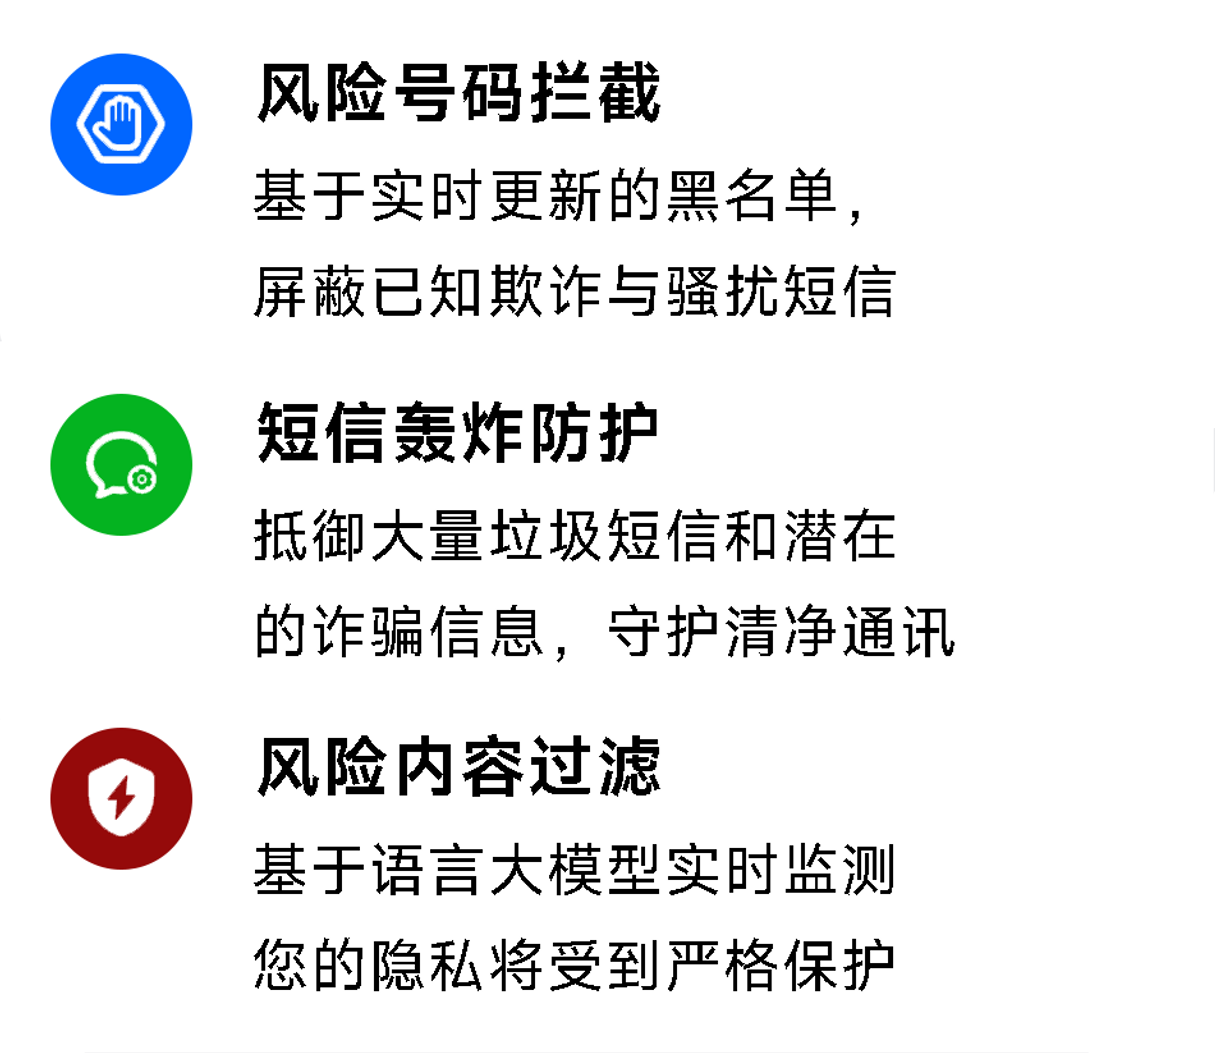 风险号码拦截
基于实时更新的黑名单，
屏蔽已知欺诈与骚扰短信
短信轰炸防护
抵御大量垃圾短信和潜在
的诈骗信息，守护清净通讯
风险内容过滤
基于语言大模型实时监测
您的隐私将受到严格保护